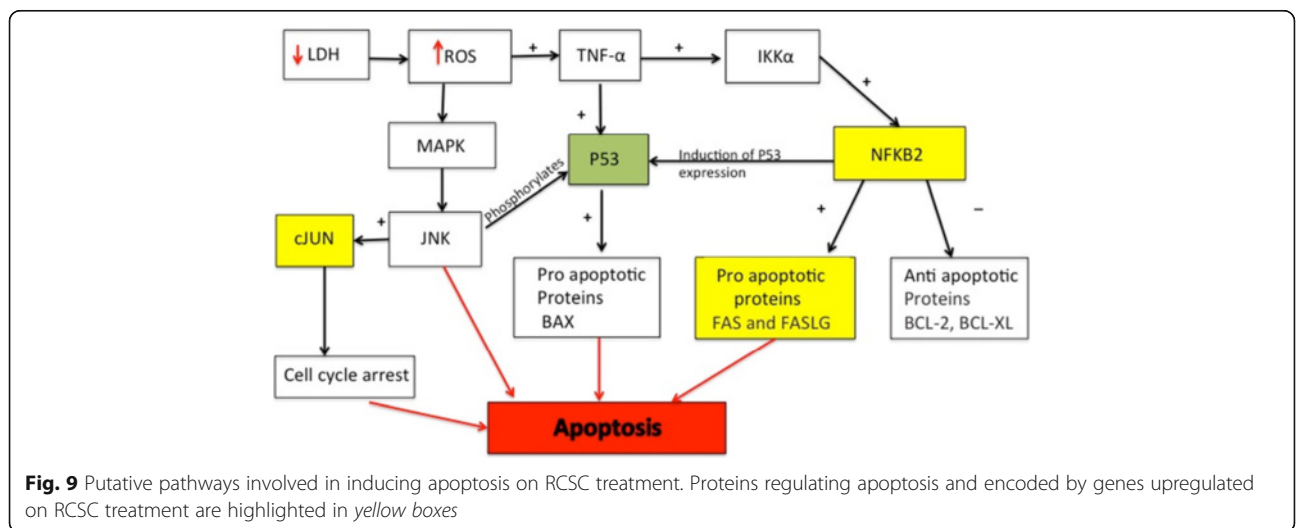 ↓LDH
↑ROS
+
TNF-α
+
IKKα
+
MAPK
+
P53
Induction of P53
expression
NFKB2
Phosphorylates
cJUN
+
JNK
+
+
–
Pro apoptotic
Proteins
BAX
Pro apoptotic
proteins
FAS and FASLG
Anti apoptotic
Proteins
BCL-2, BCL-XL
Cell cycle arrest
Apoptosis
Fig. 9 Putative pathways involved in inducing apoptosis on RCSC treatment. Proteins regulating apoptosis and encoded by genes upregulated
on RCSC treatment are highlighted in yellow boxes